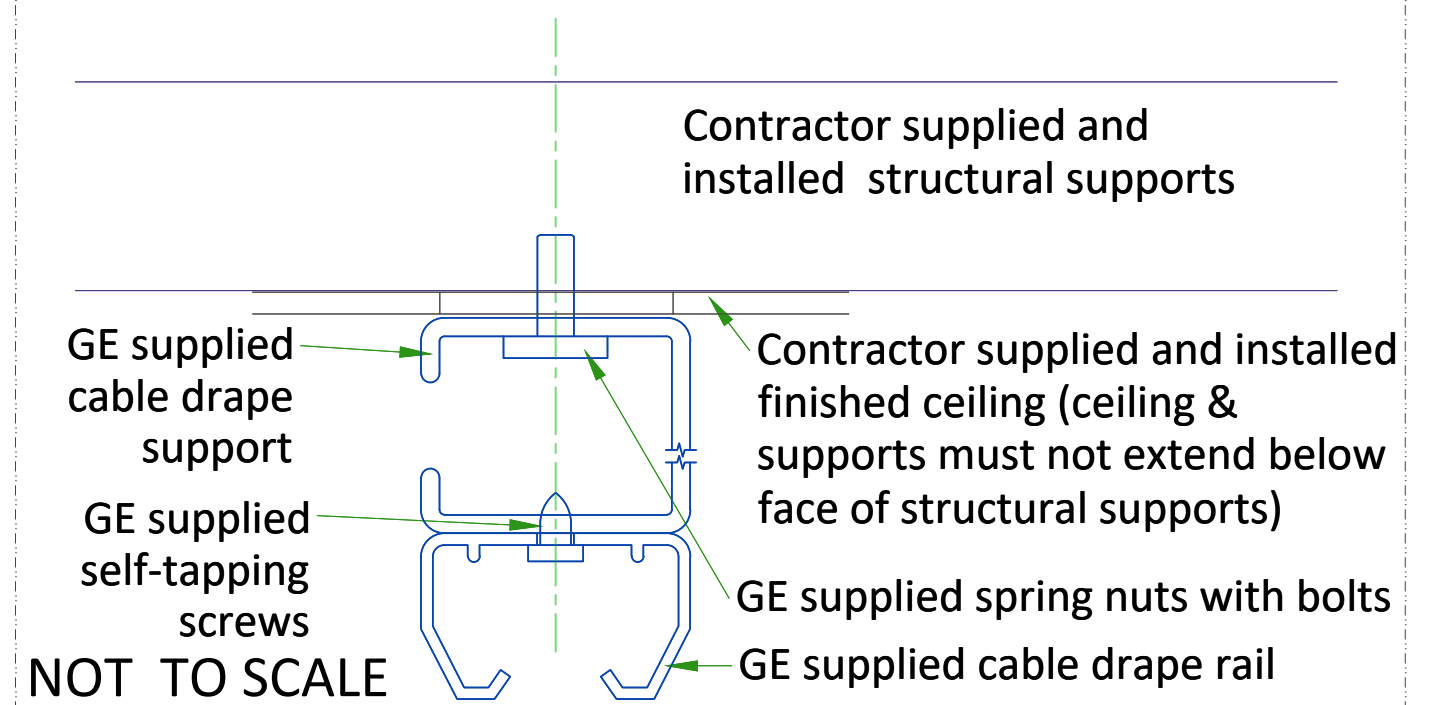 Contractor supplied and
installed  structural supports
GE supplied
cable drape
support
Contractor supplied and installed
finished ceiling (ceiling &
supports must not extend below
face of structural supports)
GE supplied
self-tapping
screws
GE supplied spring nuts with bolts
GE supplied cable drape rail
NOT  TO SCALE